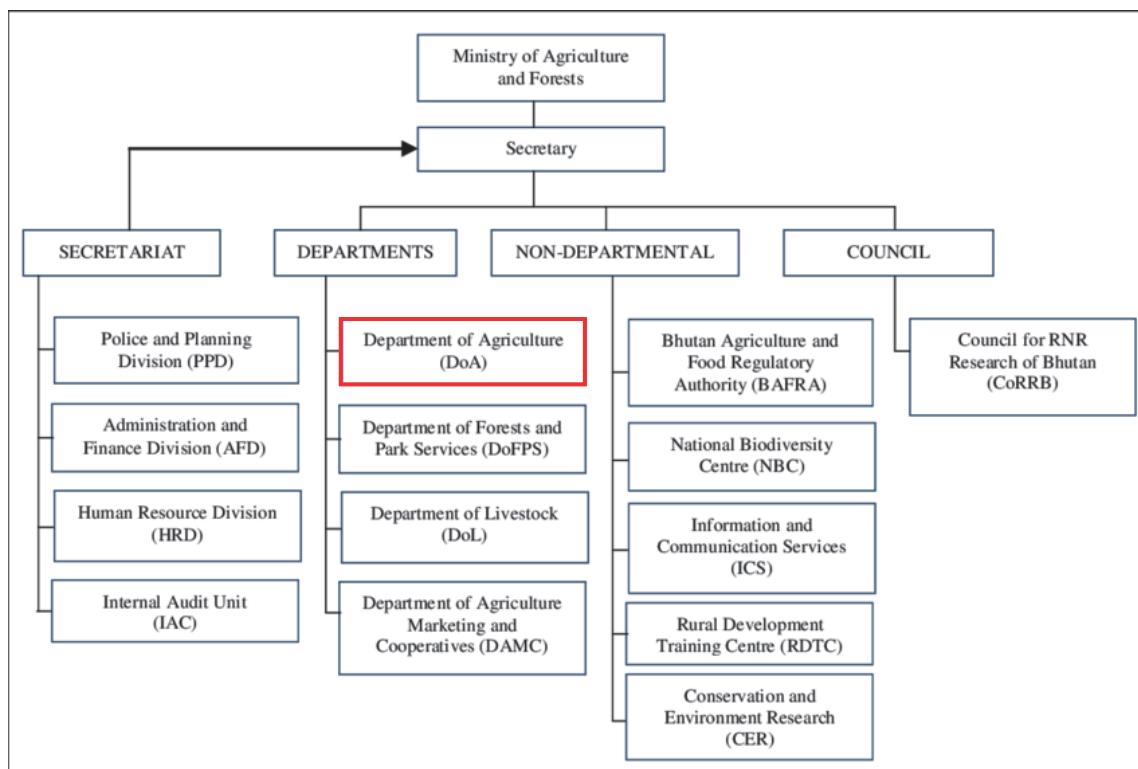 Ministry of Agriculture
and Forests
Secretary
SECRETARIAT
DEPARTMENTS
NON-DEPARTMENTAL
COUNCIL
Police and Planning
Division (PPD)
Administration and
Finance Division (AFD)
Human Resource Division
(HRD)
Internal Audit Unit
(IAC)
Department of Agriculture
(DoA)
Department of Forests and
Park Services (DoFPS)
Department of Livestock
(DoL)
Department of Agriculture
Marketing and
Cooperatives (DAMC)
Bhutan Agriculture and
Food Regulatory
Authority (BAFRA)
National Biodiversity
Centre (NBC)
Information and
Communication Services
(ICS)
Rural Development
Training Centre (RDTC)
Conservation and
Environment Research
(CER)
Council for RNR
Research of Bhutan
(CoRRB)